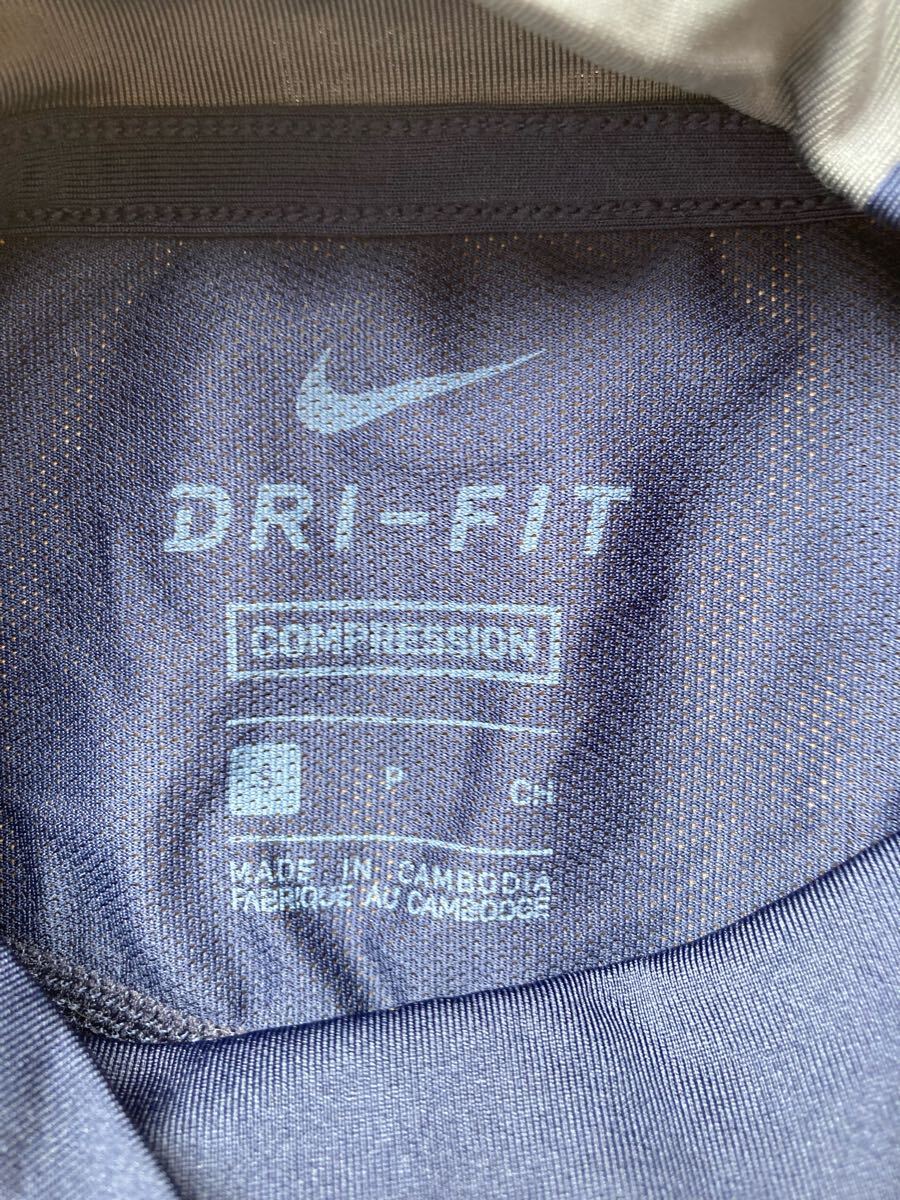 DRI-FIT
COMPRESSION
S P CH
MADE IN CAMBODIA
FABRIQUE AU CAMBODGE